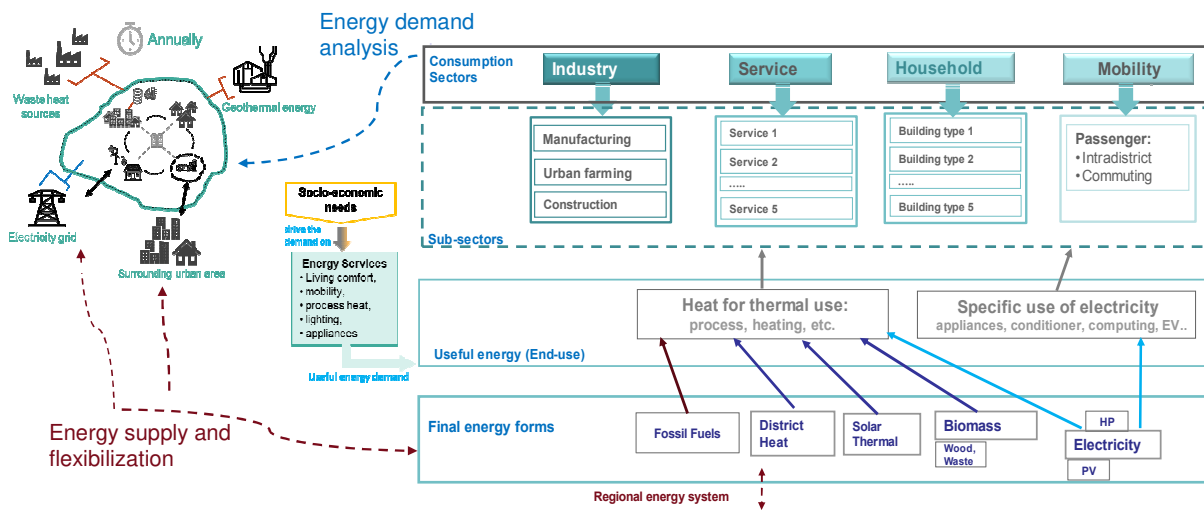 Energy demand
analysis
Annually
Waste heat
sources
Geothermal energy
Electricity grid
Surrounding urban area
Energy supply and
flexibilization
Socio-economic
needs
drive the
demand on
Energy Services
• Living comfort,
• mobility,
• process heat,
• lighting,
• appliances
Useful energy demand
Consumption
Sectors
Industry
Service
Household
Mobility
Manufacturing
Urban farming
Construction
Service 1
Service 2
.....
Service 5
Building type 1
Building type 2
.....
Building type 5
Passenger:
• Intradistrict
• Commuting
Sub-sectors
Heat for thermal use:
process, heating, etc.
Specific use of electricity
appliances, conditioner, computing, EV..
Useful energy (End-use)
Final energy forms
Fossil Fuels
District
Heat
Solar
Thermal
Biomass
Wood,
Waste
HP
Electricity
PV
Regional energy system